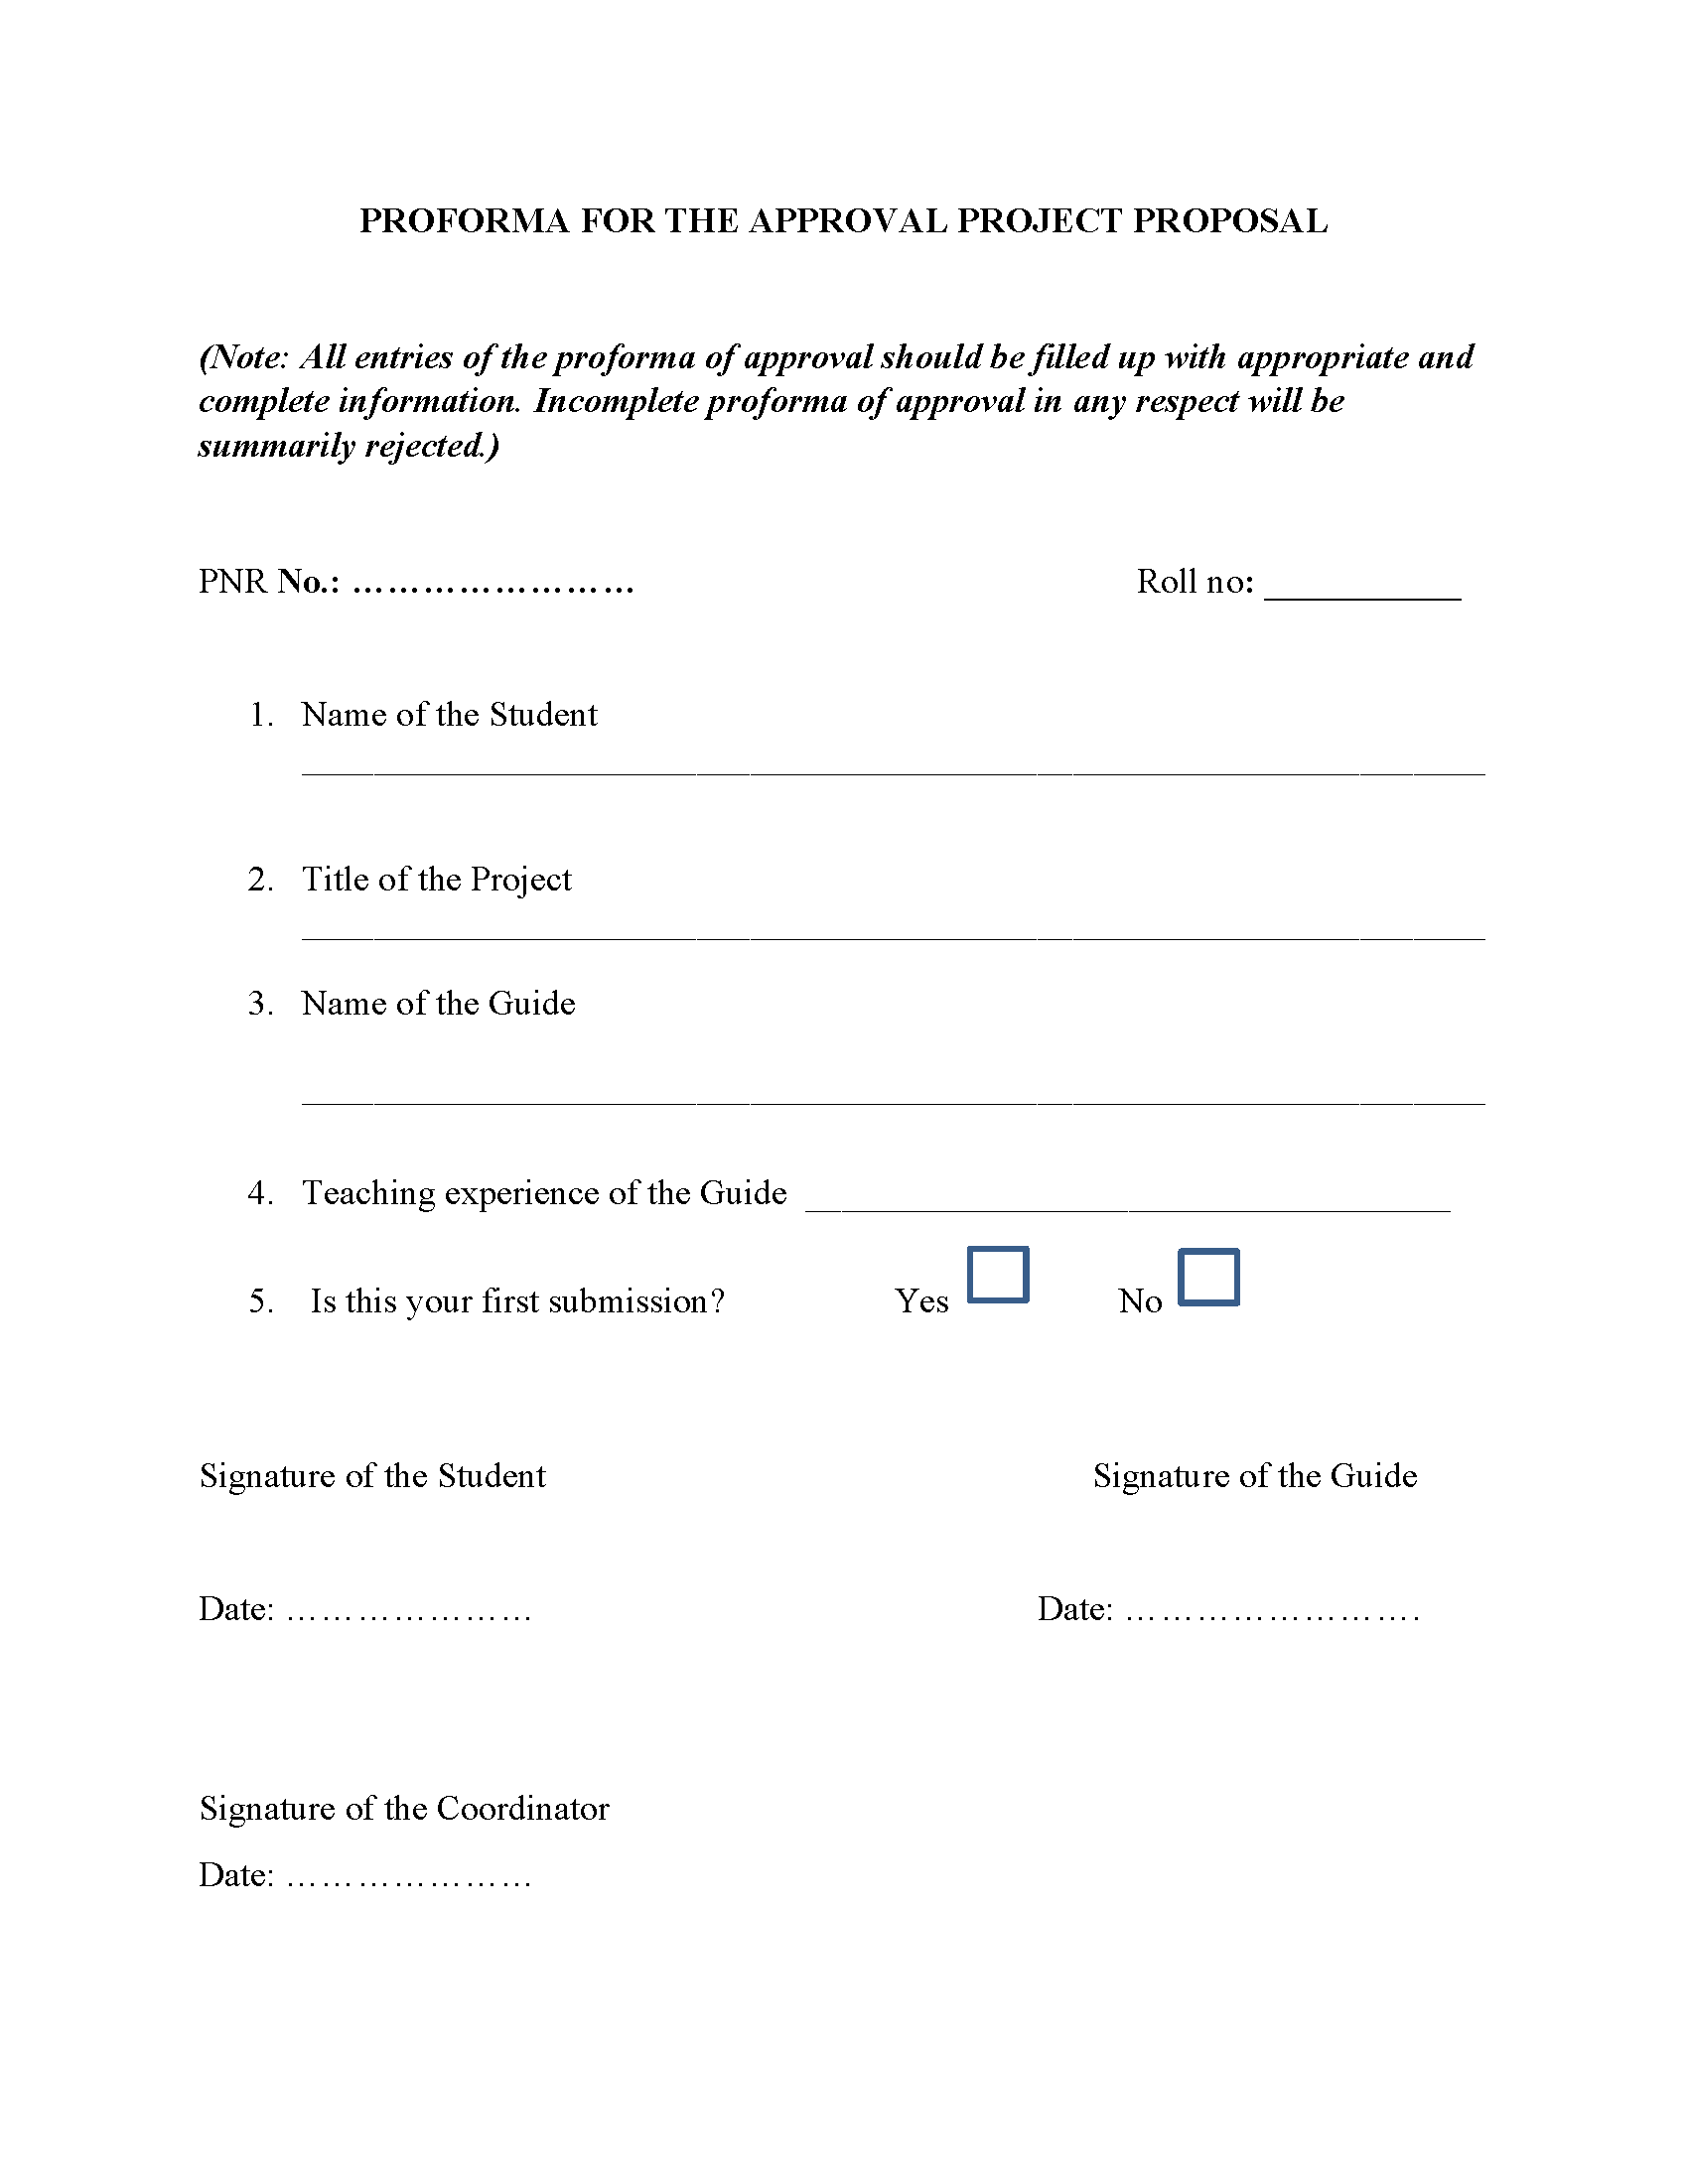 PROFORMA FOR THE APPROVAL PROJECT PROPOSAL
(Note: All entries of the proforma of approval should be filled up with appropriate and
complete information. Incomplete proforma of approval in any respect will be
summarily rejected.)
PNR No.: …………………… Roll no: ___________
1. Name of the Student
__________________________________________________________________
2. Title of the Project
__________________________________________________________________
3. Name of the Guide
__________________________________________________________________
4. Teaching experience of the Guide ____________________________________
5. Is this your first submission? Yes No
Signature of the Student Signature of the Guide
Date: ………………… Date: …………………….
Signature of the Coordinator
Date: …………………